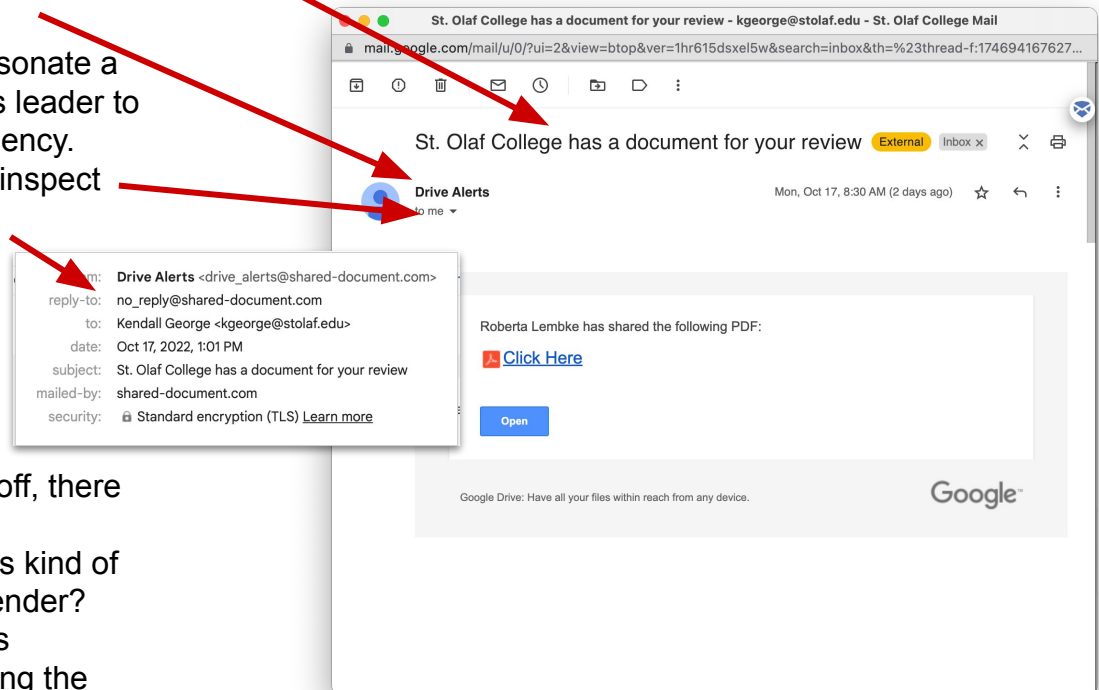 St. Olaf College has a document for your review - kgeorge@stolaf.edu - St. Olaf College Mail
mail.google.com/mail/u/0/?ui=2&view=btop&ver=1hr615dsxel5w&search=inbox&th=%23thread-f:174694167627...
sonate a
s leader to
ency.
inspect
St. Olaf College has a document for your review External Inbox x
Drive Alerts Mon, Oct 17, 8:30 AM (2 days ago)
to me
Drive Alerts <drive_alerts@shared-document.com>
reply-to: no_reply@shared-document.com
to: Kendall George <kgeorge@stolaf.edu>
date: Oct 17, 2022, 1:01 PM
subject: St. Olaf College has a document for your review
mailed-by: shared-document.com
security: Standard encryption (TLS) Learn more
Roberta Lembke has shared the following PDF:
Click Here
Open
Google Drive: Have all your files within reach from any device.
Google™
off, there
s kind of
ender?
s
ng the